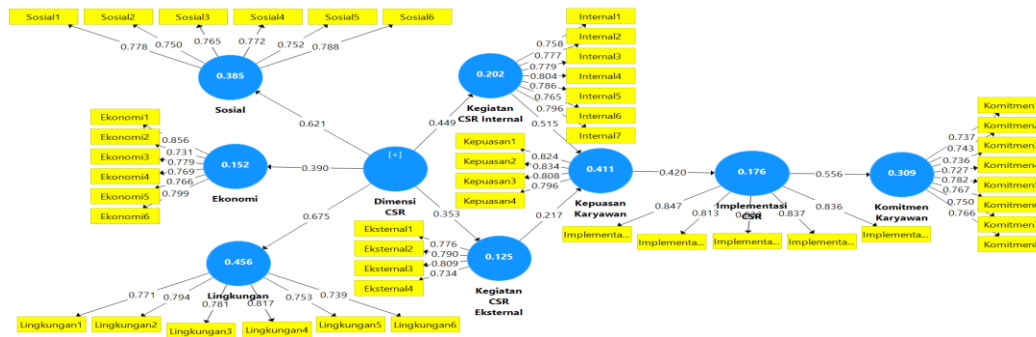 Sosial1 Sosial2 Sosial3 Sosial4 Sosial5 Sosial6
0.778 0.750 0.765 0.772 0.752 0.788
0.385
Sosial
0.621
Ekonomi1
Ekonomi2
Ekonomi3
Ekonomi4
Ekonomi5
Ekonomi6
0.856
0.731
0.779
0.769
0.766
0.799
0.152
Ekonomi
0.390
[+]
Dimensi
CSR
0.675
0.456
Lingkungan
0.771 0.794 0.781 0.817 0.753 0.739
Lingkungan1 Lingkungan2 Lingkungan3 Lingkungan4 Lingkungan5 Lingkungan6
0.449
0.202
Kegiatan
CSR Internal
0.758
0.777
0.779
0.804
0.786
0.765
0.796
Internal1
Internal2
Internal3
Internal4
Internal5
Internal6
Internal7
0.515
0.353
0.125
Kegiatan
CSR
Eksternal
Eksternal1
Eksternal2
Eksternal3
Eksternal4
0.776
0.790
0.809
0.734
0.217
Kepuasan1
Kepuasan2
Kepuasan3
Kepuasan4
0.824
0.834
0.808
0.796
0.411
Kepuasan
Karyawan
0.420
0.176
Implementasi
CSR
0.847 0.813 0.837 0.836
Implementa... Implementa... Implementa... Implementa... Implementa...
0.556
0.309
Komitmen
Karyawan
0.737
0.743
0.736
0.727
0.782
0.767
0.750
0.766
Komitmen1